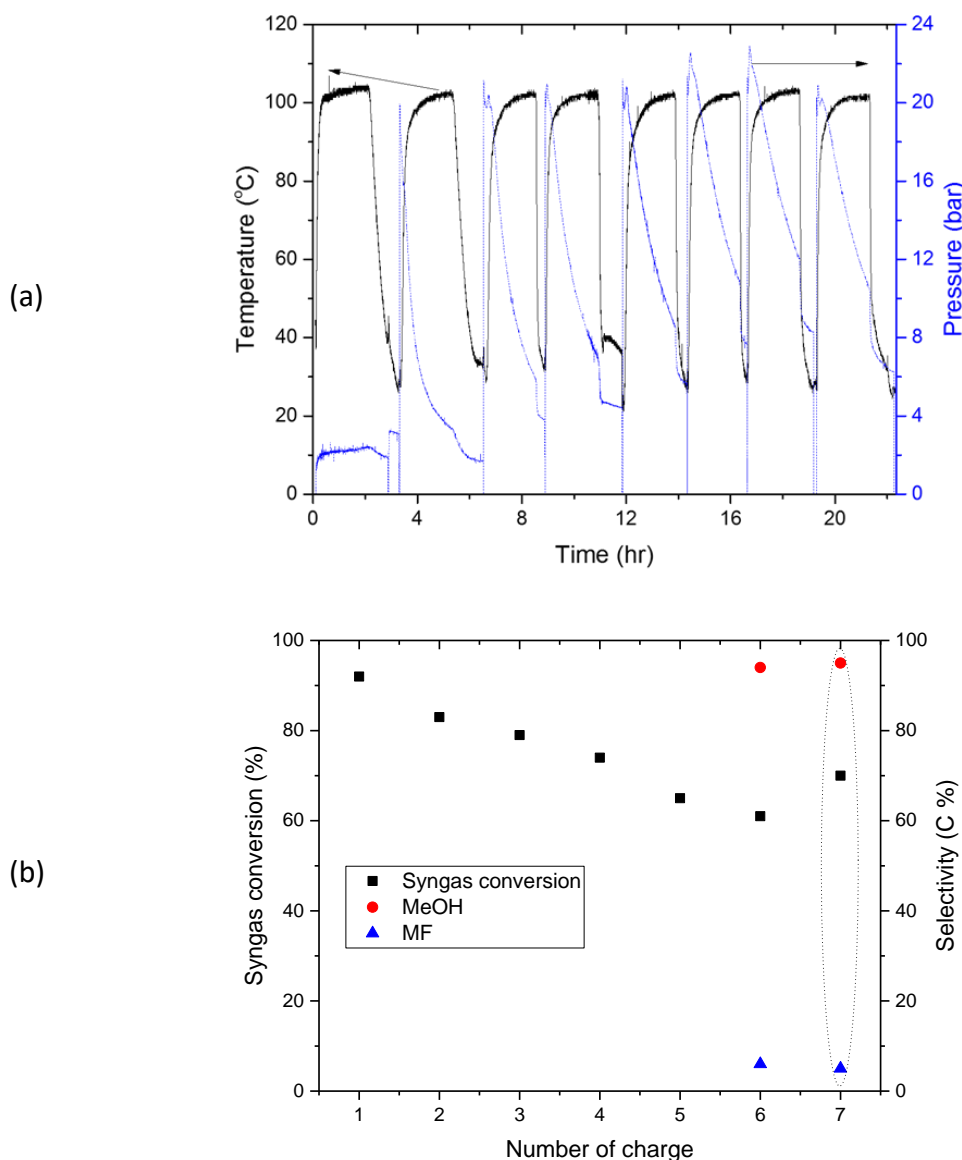 (a)
Temperature (°C)
120
100
80
60
40
20
0
0 4 8 12 16 20
Time (hr)
24
20
16
12
8
4
0
Pressure (bar)
(b)
Syngas conversion (%)
100
80
60
40
20
0
Syngas conversion
MeOH
MF
1 2 3 4 5 6 7
Number of charge
100
80
60
40
20
0
Selectivity (C %)